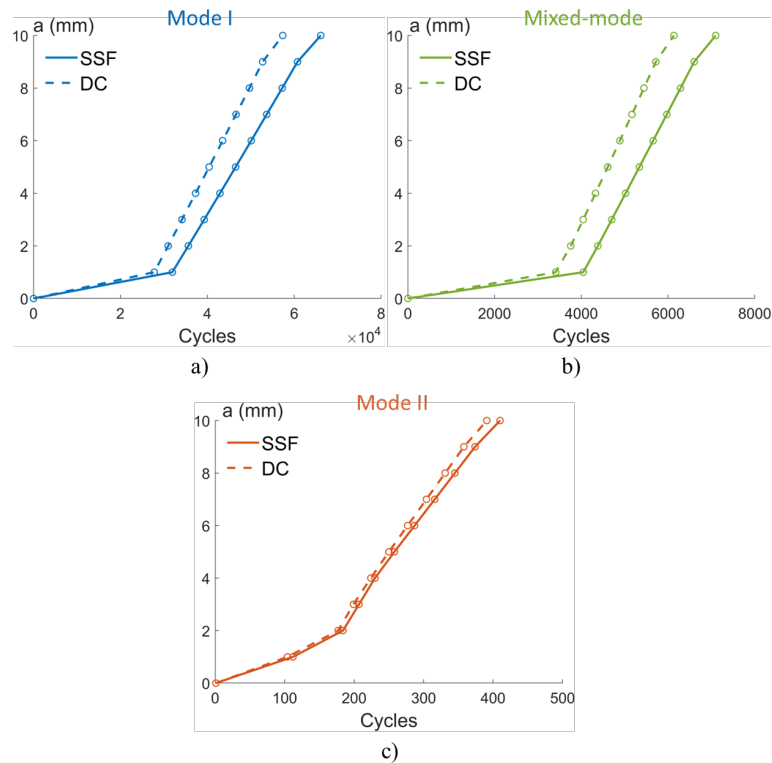 Mode I
a (mm)
10
SSF
DC
8
6
4
2
0
0
2
4
6
8
Cycles
×10⁴
a)
Mixed-mode
a (mm)
10
SSF
DC
8
6
4
2
0
0
2000
4000
6000
8000
Cycles
b)
Mode II
a (mm)
10
SSF
DC
8
6
4
2
0
0
100
200
300
400
500
Cycles
c)